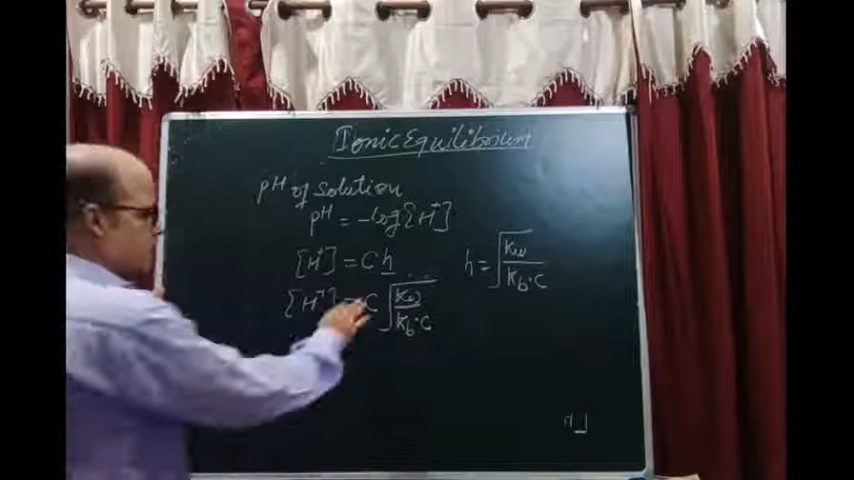 Ionic Equilibrium
pH of solution
pH = -log[H+]
[H+] = Ch
h = √(Kw/Kb·C)
[H+] = C √(Kw/Kb·C)